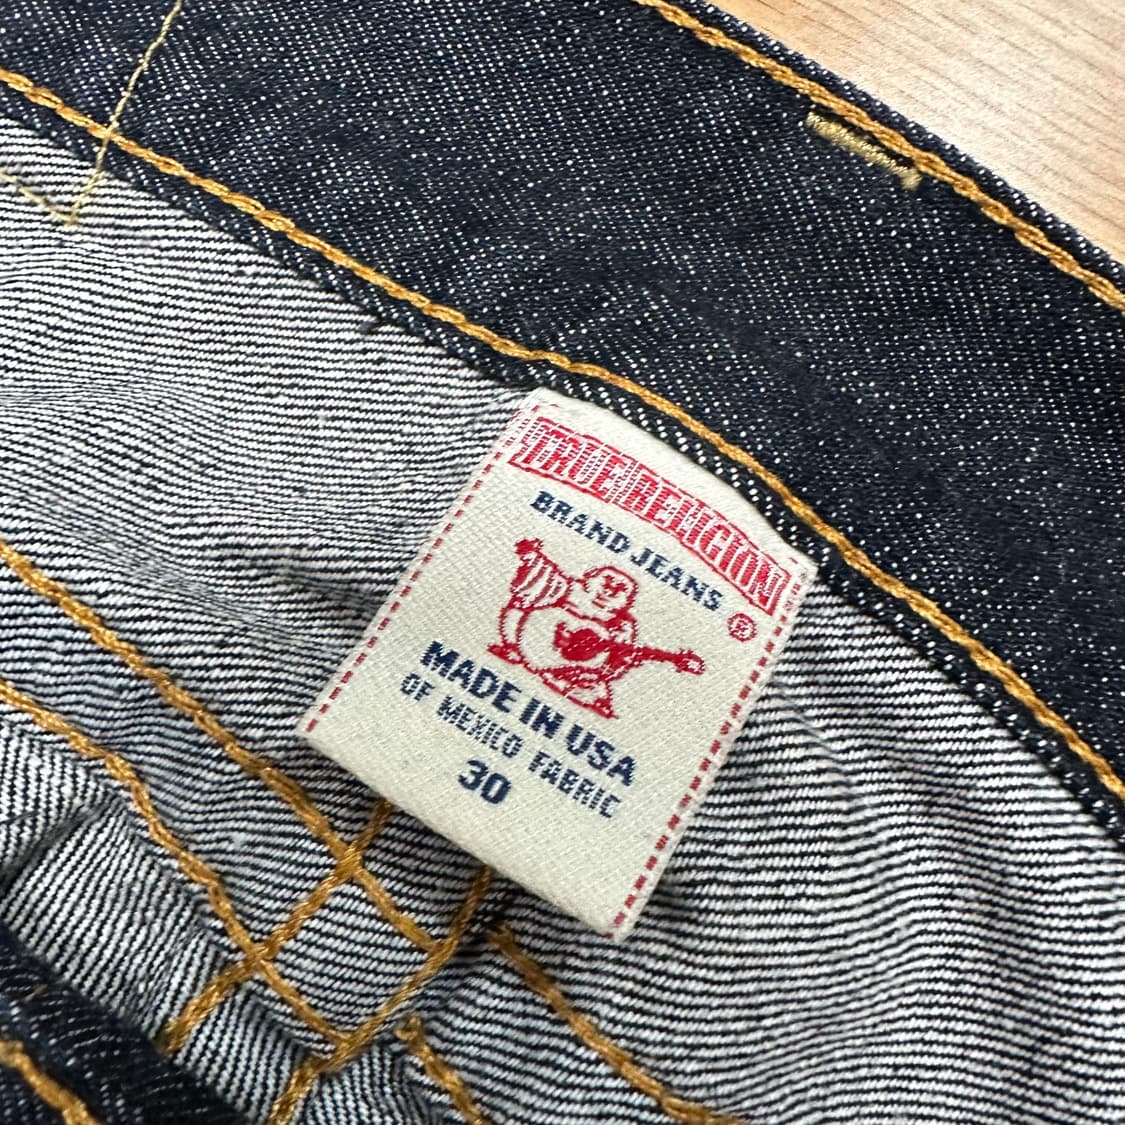 TRUE RELIGION
BRAND JEANS
®
MADE IN USA
OF MEXICO FABRIC
30